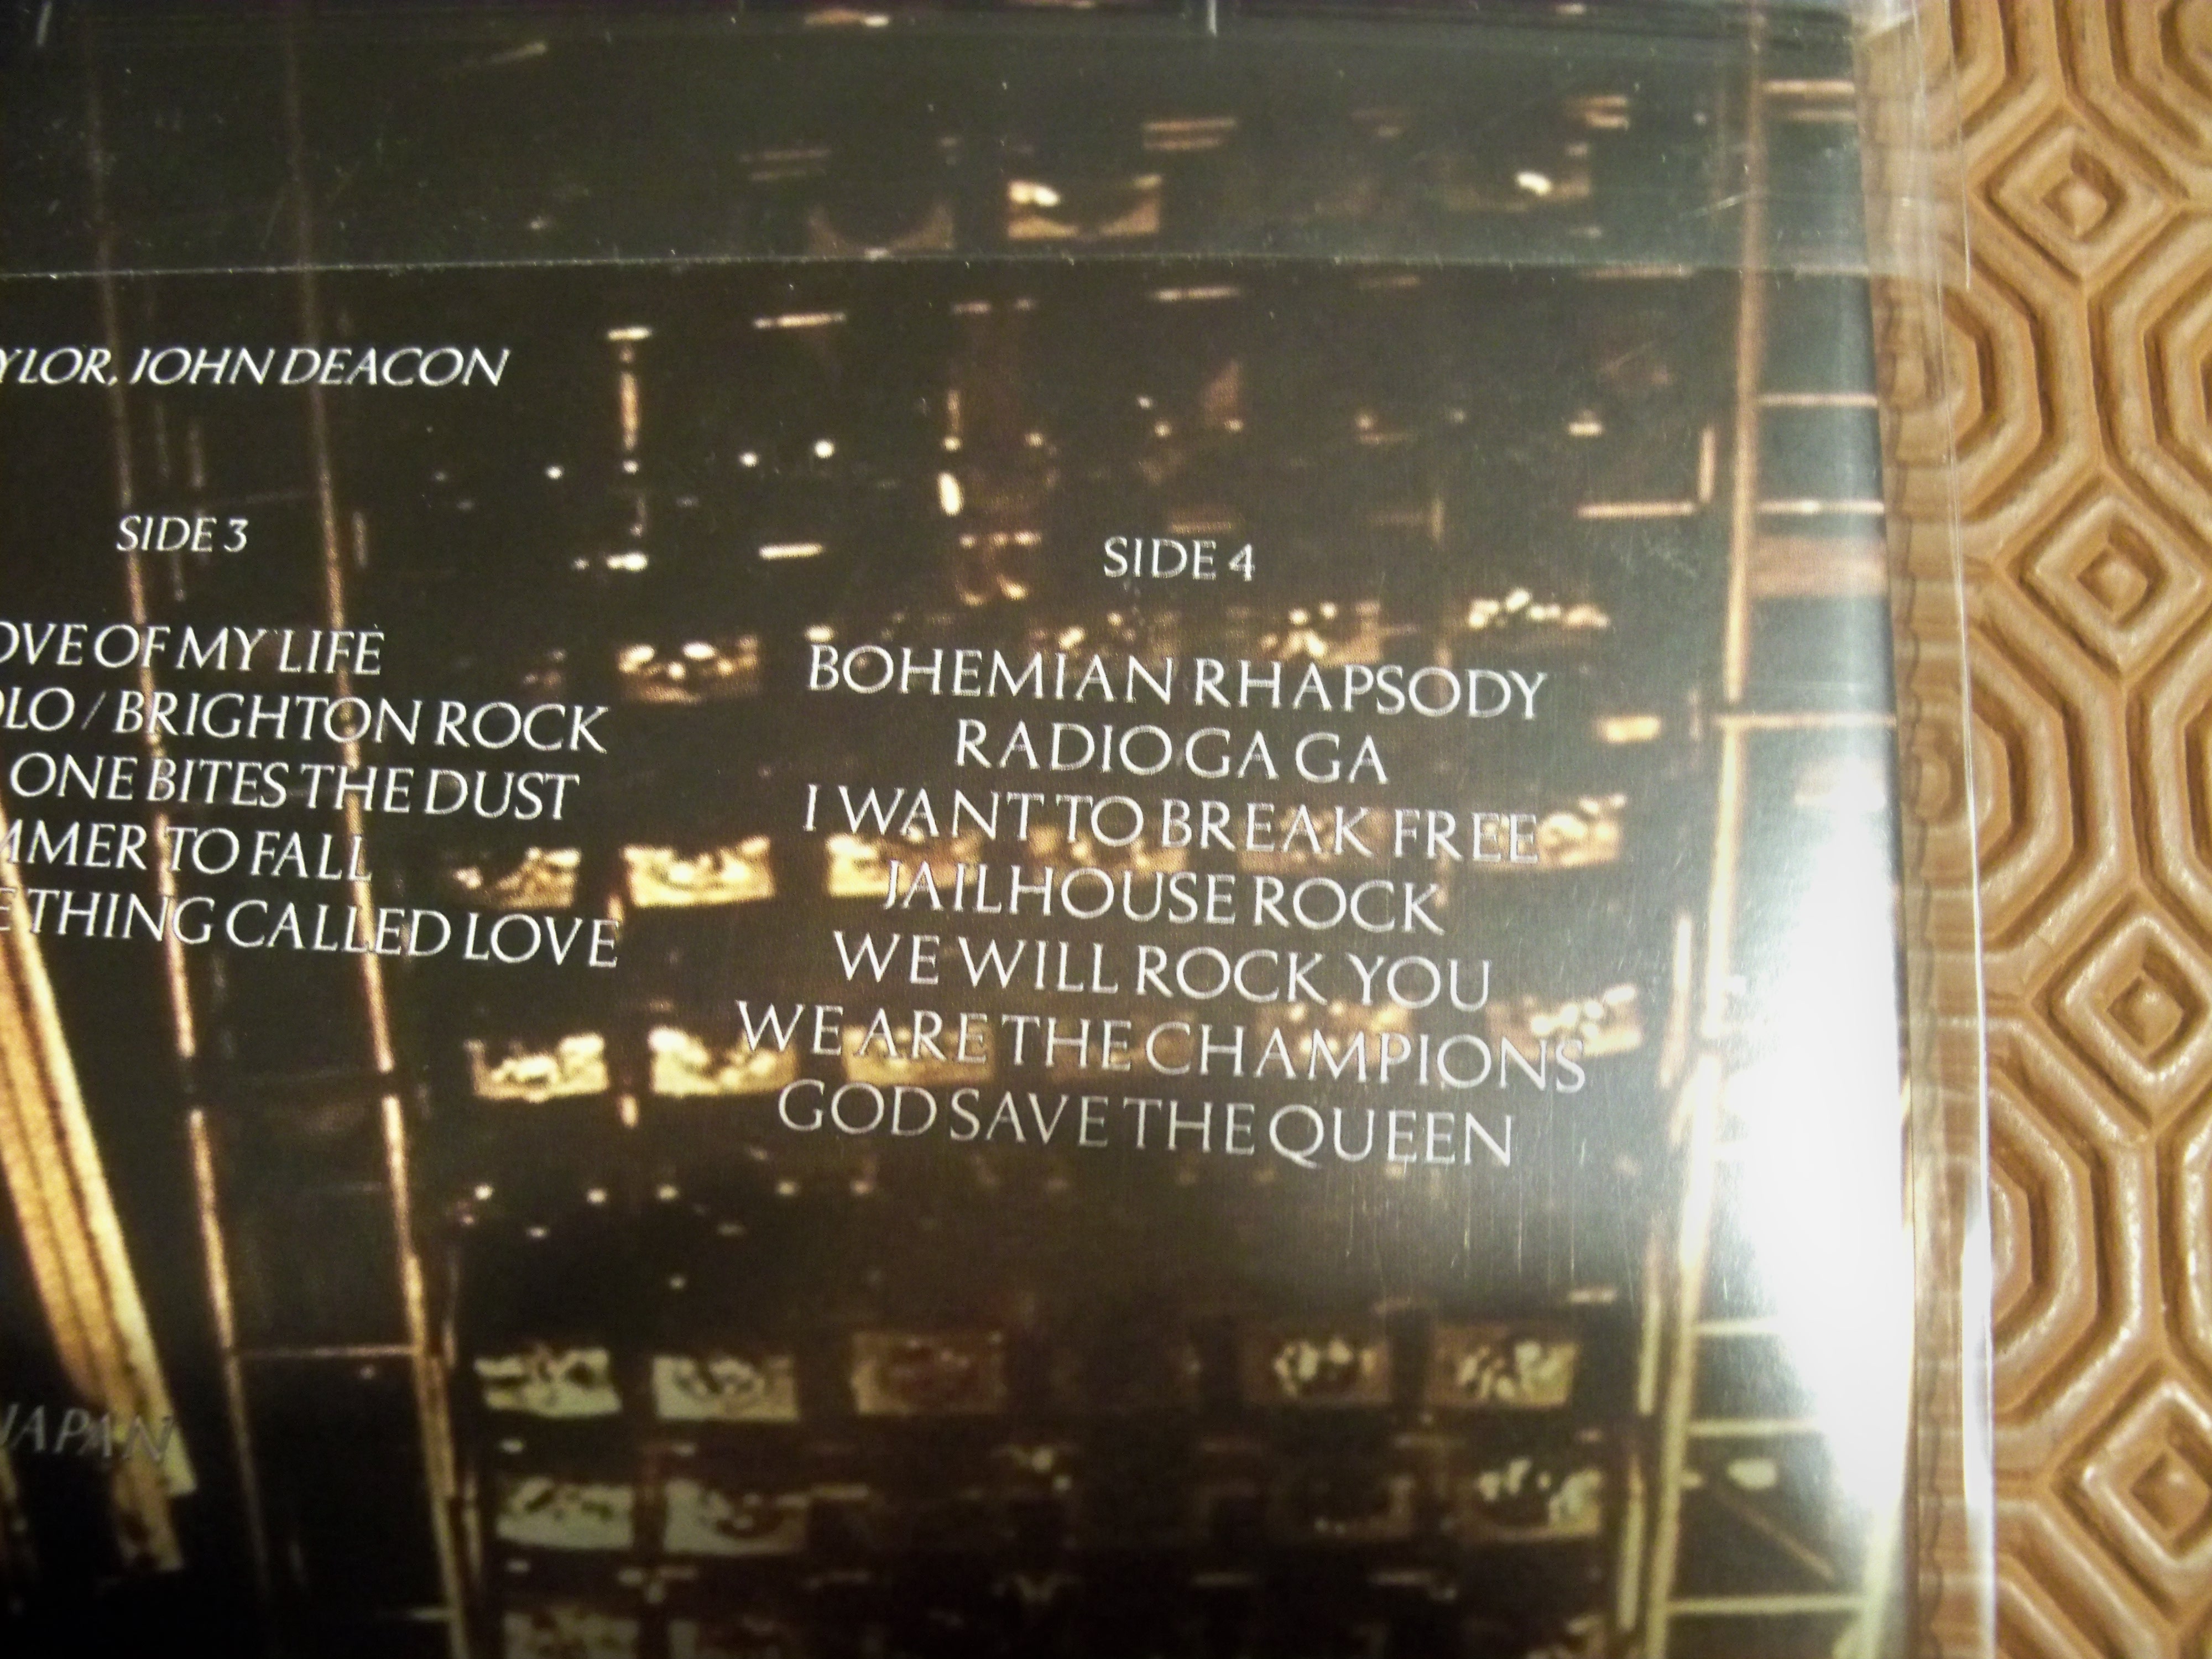 YLOR, JOHN DEACON
SIDE 3
OVE OF MY LIFE
OLO / BRIGHTON ROCK
ONE BITES THE DUST
MMER TO FALL
E THING CALLED LOVE
SIDE 4
BOHEMIAN RHAPSODY
RADIO GA GA
I WANT TO BREAK FREE
JAILHOUSE ROCK
WE WILL ROCK YOU
WE ARE THE CHAMPIONS
GOD SAVE THE QUEEN
JAPAN